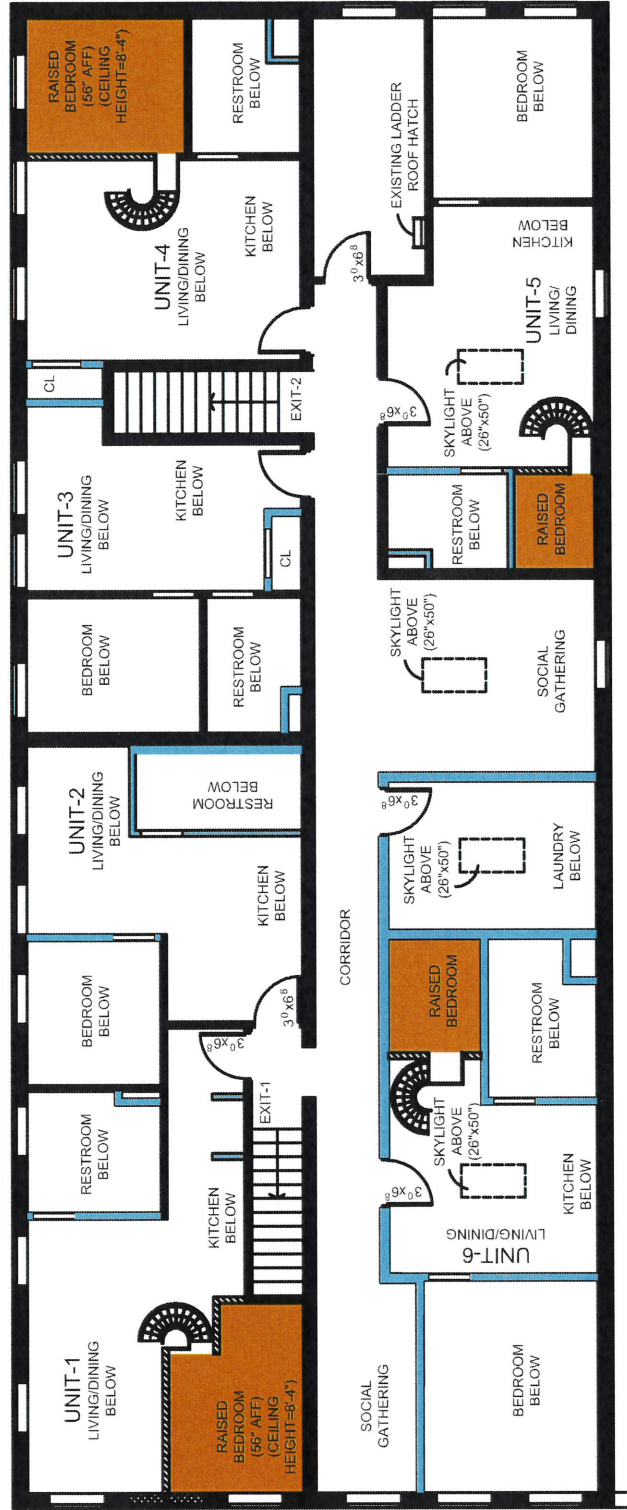 UNIT-1
LIVING/DINING
BELOW
RAISED
BEDROOM
(56" AFF)
(CEILING
HEIGHT=8'-4")
RESTROOM
BELOW
KITCHEN
BELOW
3⁰x6⁸
EXIT-1
BEDROOM
BELOW
UNIT-2
LIVING/DINING
BELOW
RESTROOM
BELOW
KITCHEN
BELOW
3⁰x6⁸
BEDROOM
BELOW
RESTROOM
BELOW
UNIT-3
LIVING/DINING
BELOW
KITCHEN
BELOW
CL
CL
EXIT-2
UNIT-4
LIVING/DINING
BELOW
KITCHEN
BELOW
RAISED
BEDROOM
(56" AFF)
(CEILING
HEIGHT=8'-4")
RESTROOM
BELOW
CORRIDOR
3⁰x6⁸
EXISTING LADDER
ROOF HATCH
SOCIAL
GATHERING
BEDROOM
BELOW
UNIT-6
LIVING/DINING
3⁰x6⁸
SKYLIGHT
ABOVE
(26"x50")
KITCHEN
BELOW
RAISED
BEDROOM
RESTROOM
BELOW
3⁰x6⁸
SKYLIGHT
ABOVE
(26"x50")
LAUNDRY
BELOW
SKYLIGHT
ABOVE
(26"x50")
SOCIAL
GATHERING
RESTROOM
BELOW
RAISED
BEDROOM
3⁰x6⁸
SKYLIGHT
ABOVE
(26"x50")
UNIT-5
LIVING/
DINING
KITCHEN
BELOW
BEDROOM
BELOW